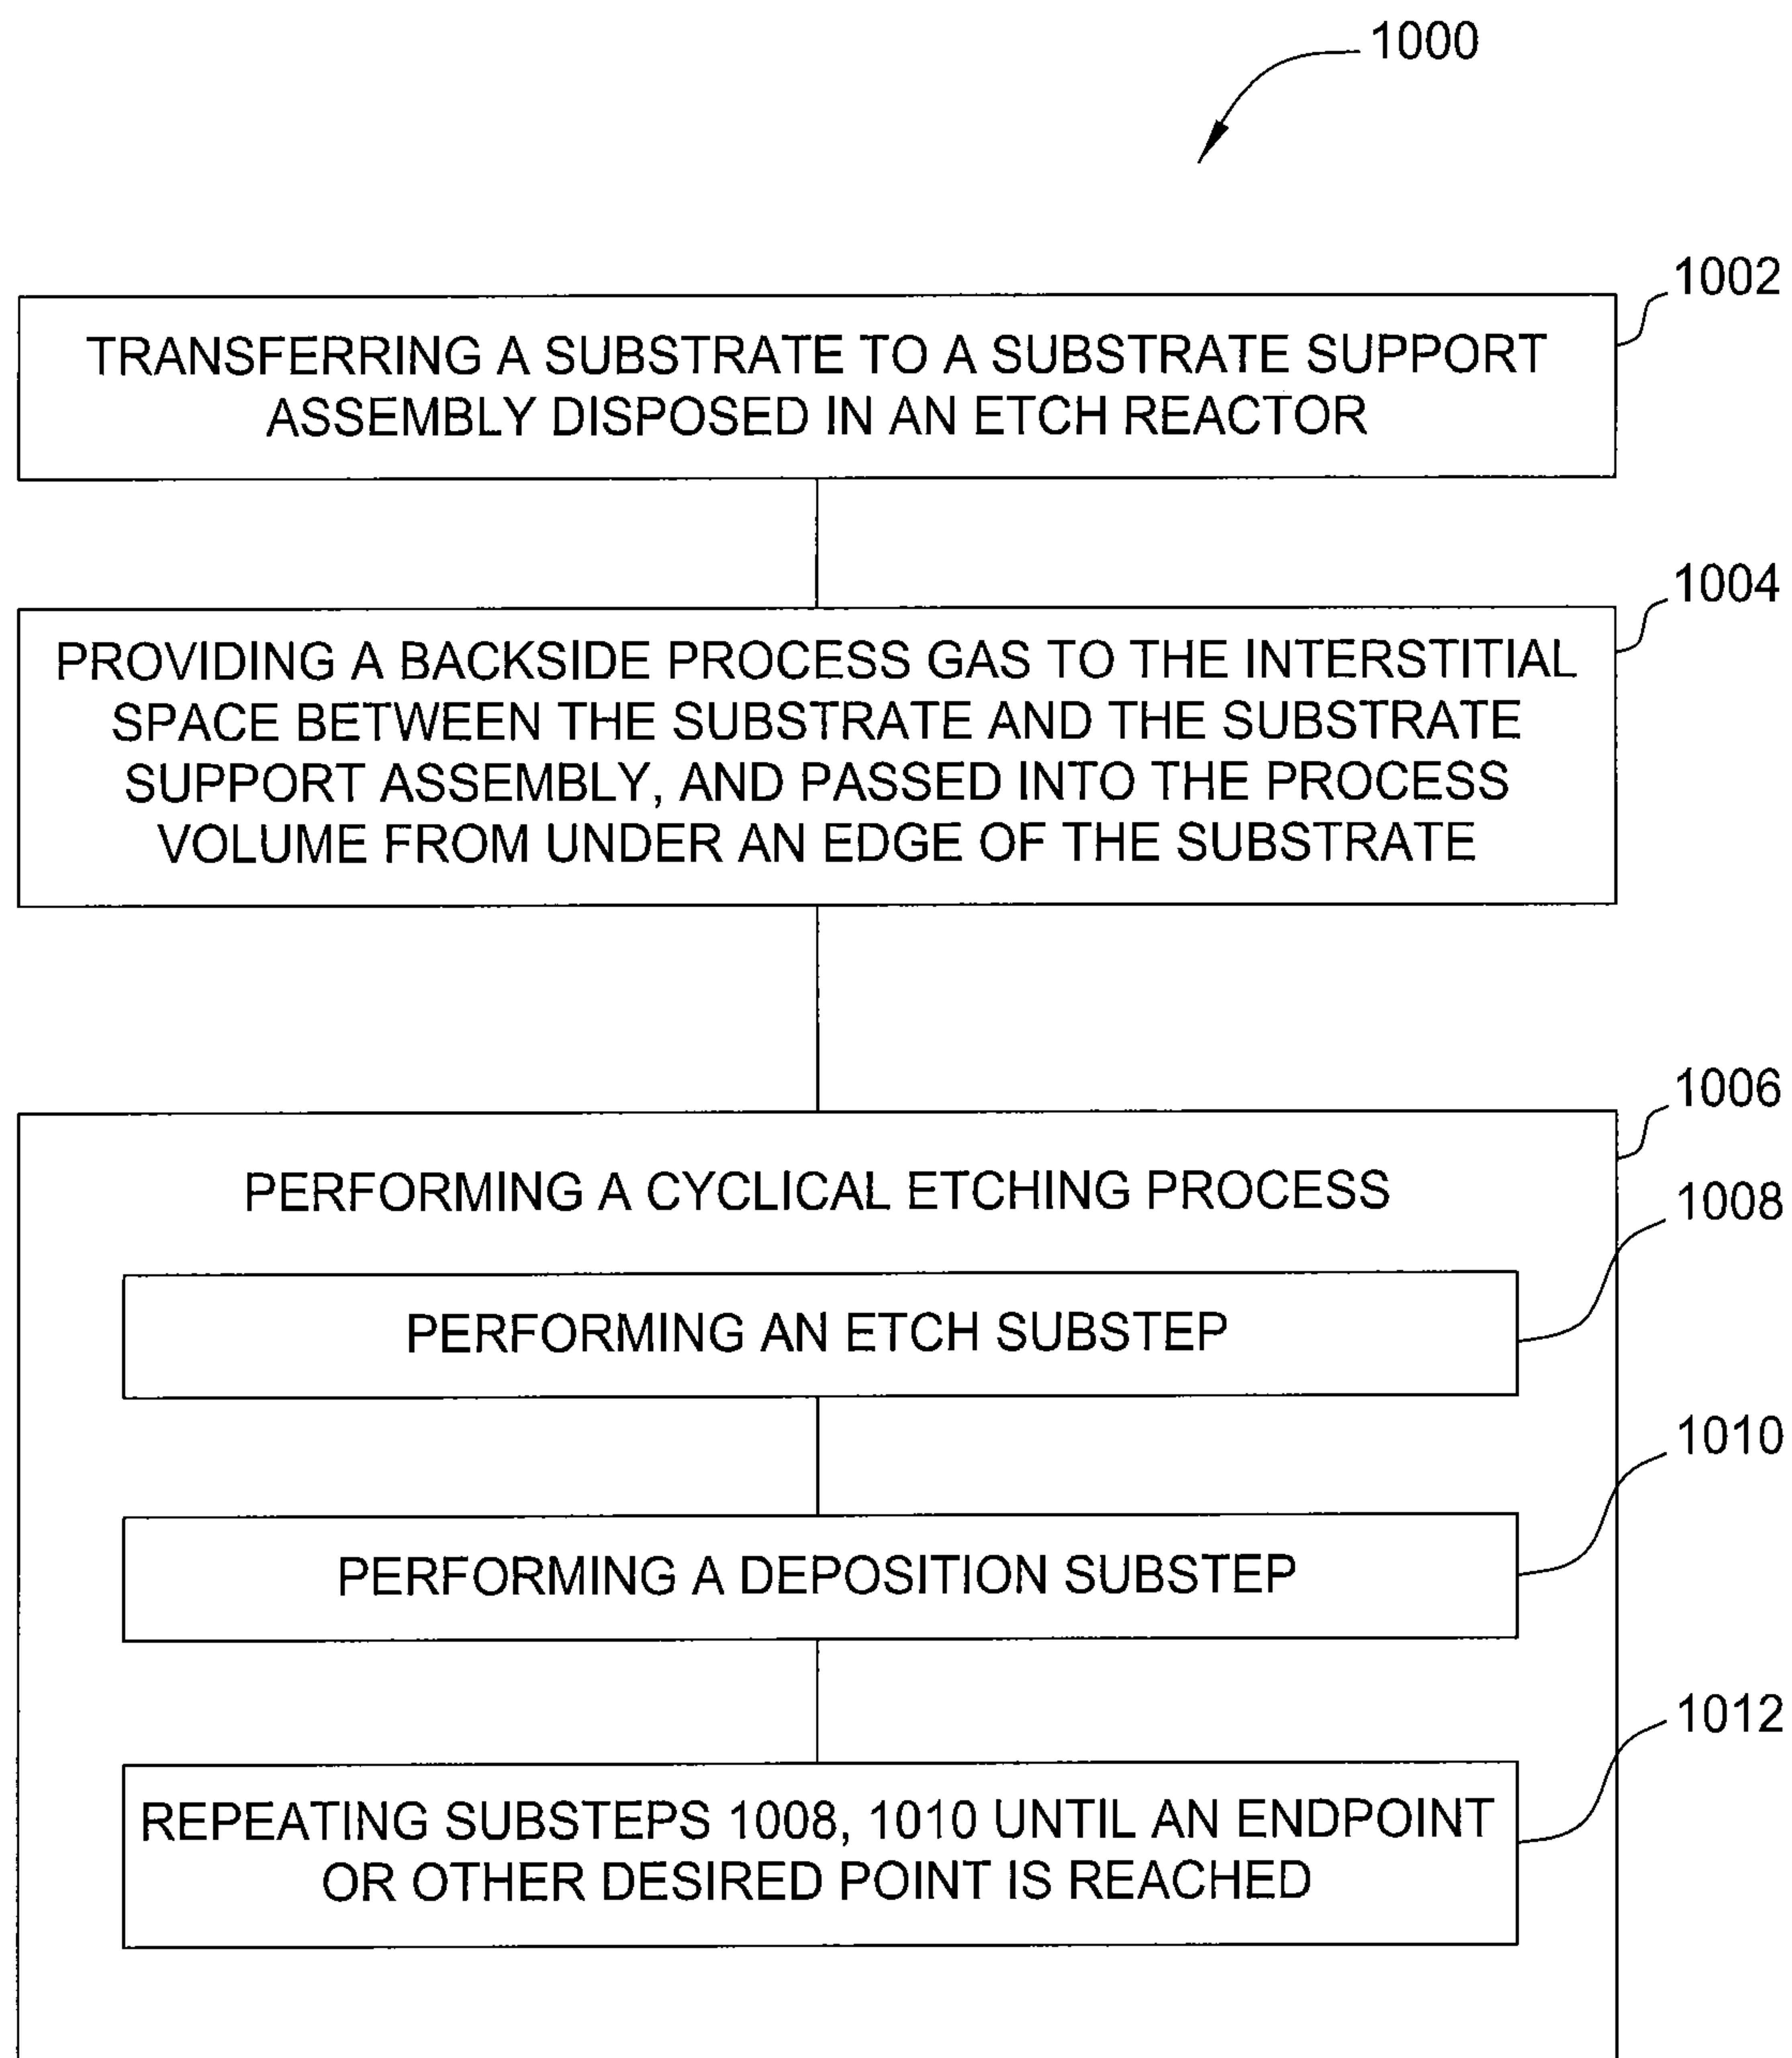 1000
1002
TRANSFERRING A SUBSTRATE TO A SUBSTRATE SUPPORT
ASSEMBLY DISPOSED IN AN ETCH REACTOR
1004
PROVIDING A BACKSIDE PROCESS GAS TO THE INTERSTITIAL
SPACE BETWEEN THE SUBSTRATE AND THE SUBSTRATE
SUPPORT ASSEMBLY, AND PASSED INTO THE PROCESS
VOLUME FROM UNDER AN EDGE OF THE SUBSTRATE
1006
PERFORMING A CYCLICAL ETCHING PROCESS
1008
PERFORMING AN ETCH SUBSTEP
1010
PERFORMING A DEPOSITION SUBSTEP
1012
REPEATING SUBSTEPS 1008, 1010 UNTIL AN ENDPOINT
OR OTHER DESIRED POINT IS REACHED